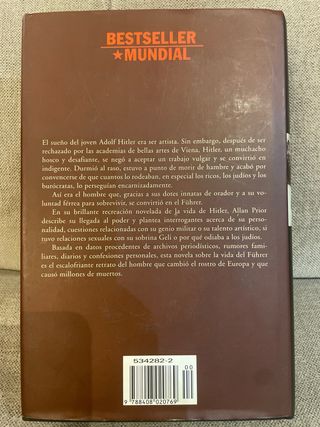 BESTSELLER
★MUNDIAL
El sueño del joven Adolf Hitler era ser artista. Sin embargo, después de ser
rechazado por las academias de bellas artes de Viena, Hitler, un muchacho
hosco y desafiante, se negó a aceptar un trabajo vulgar y se convirtió en
indigente. Durmió al raso, estuvo a punto de morir de hambre y acabó por
convencerse de que cuantos lo rodeaban, en especial los ricos, los judíos y los
burócratas, lo perseguían encarnizadamente.
Así era el hombre que, gracias a sus dotes innatas de orador y a su vo-
luntad férrea para sobrevivir, se convirtió en el Führer.
En su brillante recreación novelada de la vida de Hitler, Allan Prior
describe su llegada al poder y plantea interrogantes acerca de su perso-
nalidad, cuestiones relacionadas con su genio militar o su talento artístico, si
tuvo relaciones sexuales con su sobrina Geli o por qué odiaba a los judíos.
Basada en datos procedentes de archivos periodísticos, rumores fami-
liares, diarios y confesiones personales, esta novela sobre la vida del Führer
es el escalofriante retrato del hombre que cambió el rostro de Europa y que
causó millones de muertos.
534282-2
00
9 788408 020769